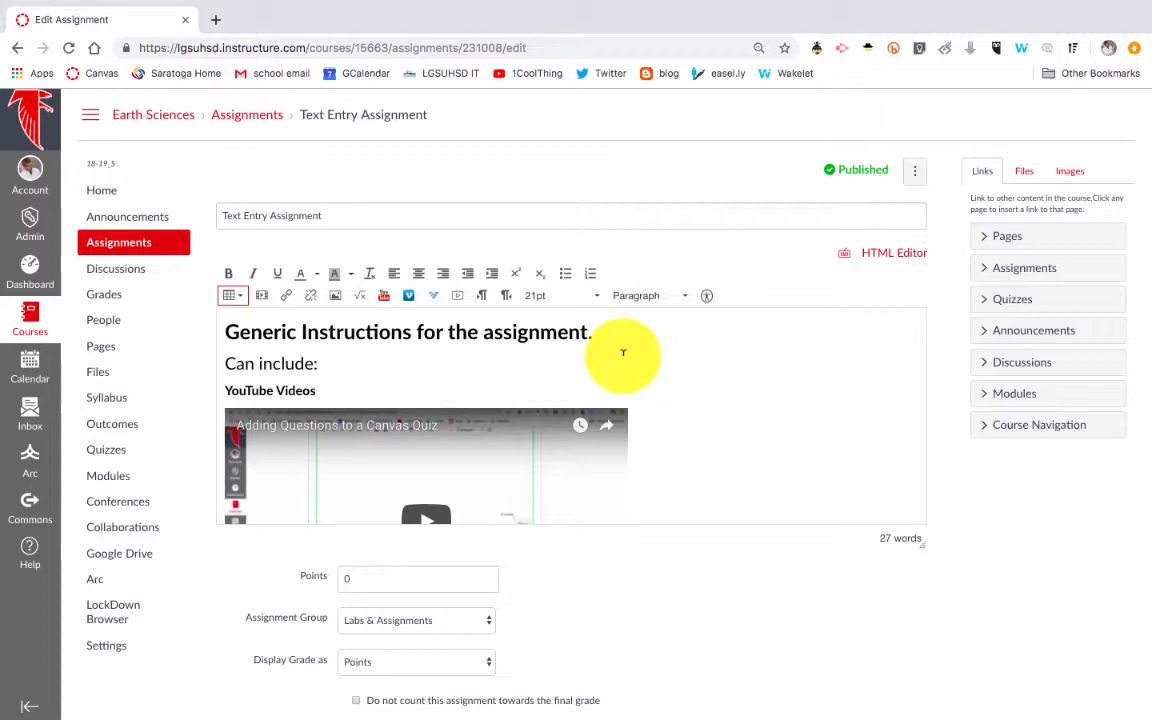 Edit Assignment
https://lgsuhsd.instructure.com/courses/15663/assignments/231008/edit
Apps Canvas Saratoga Home school email GCalendar LGSUHSD IT 1CoolThing Twitter blog easel.ly Wakelet Other Bookmarks
Earth Sciences › Assignments › Text Entry Assignment
Account
Admin
Dashboard
Courses
Calendar
Inbox
Arc
Commons
Help
18-19_S
Home
Announcements
Assignments
Discussions
Grades
People
Pages
Files
Syllabus
Outcomes
Quizzes
Modules
Conferences
Collaborations
Google Drive
Arc
LockDown
Browser
Settings
Published
Text Entry Assignment
HTML Editor
21pt Paragraph
Generic Instructions for the assignment.
Can include:
YouTube Videos
Adding Questions to a Canvas Quiz
27 words
Points 0
Assignment Group Labs & Assignments
Display Grade as Points
Do not count this assignment towards the final grade
Links Files Images
Link to other content in the course.Click any
page to insert a link to that page.
Pages
Assignments
Quizzes
Announcements
Discussions
Modules
Course Navigation